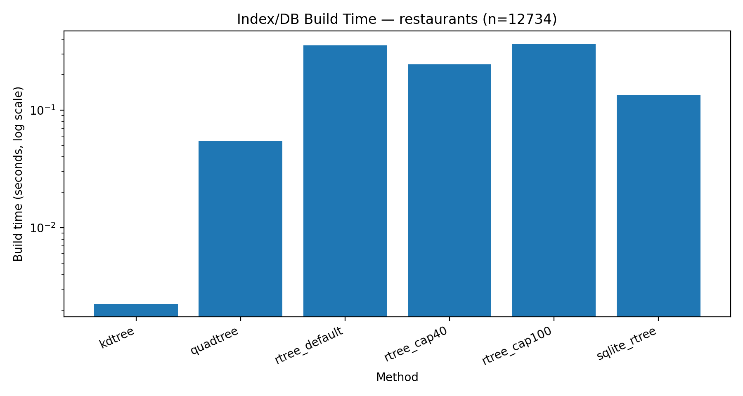 Index/DB Build Time — restaurants (n=12734)
Build time (seconds, log scale)
10⁻¹
10⁻²
kdtree
quadtree
rtree_default
rtree_cap40
rtree_cap100
sqlite_rtree
Method